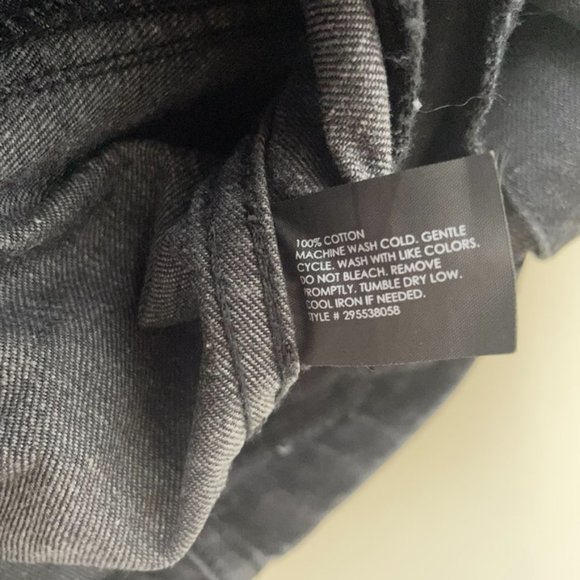 100% COTTON
MACHINE WASH COLD. GENTLE
CYCLE. WASH WITH LIKE COLORS.
DO NOT BLEACH. REMOVE
PROMPTLY. TUMBLE DRY LOW.
COOL IRON IF NEEDED.
STYLE # 29SS38058